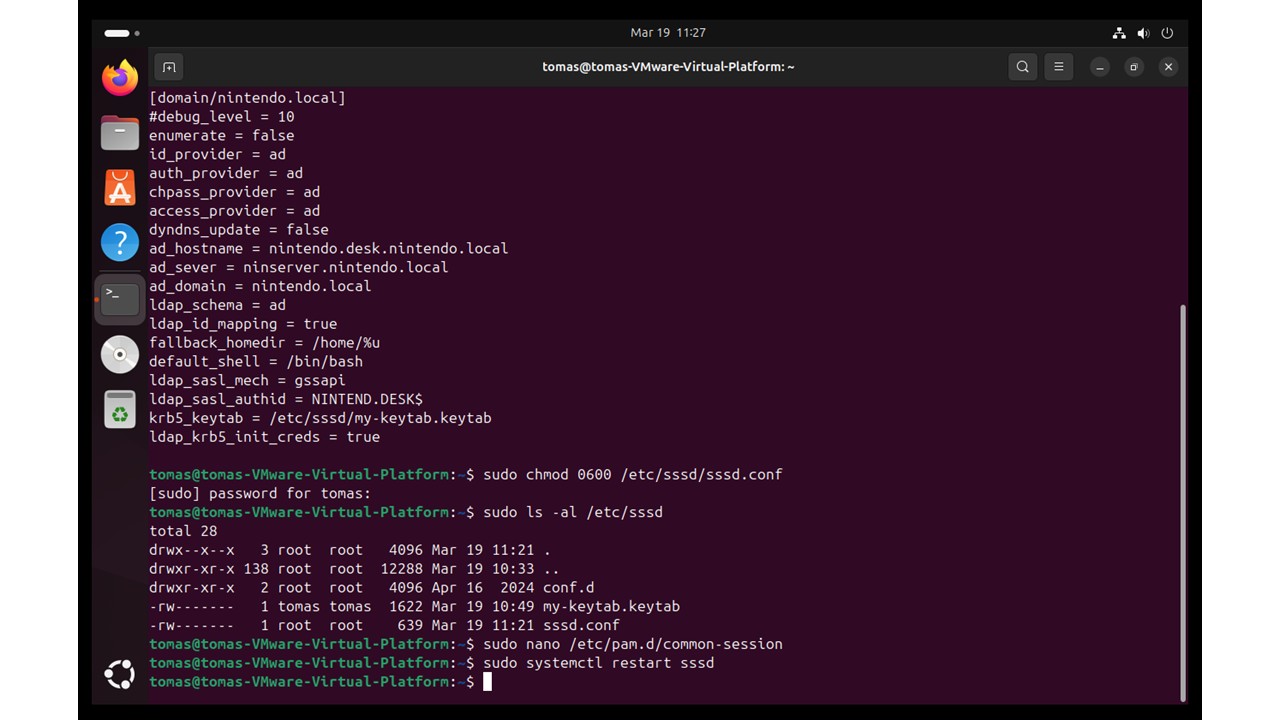 Mar 19 11:27
tomas@tomas-VMware-Virtual-Platform: ~
[domain/nintendo.local]
#debug_level = 10
enumerate = false
id_provider = ad
auth_provider = ad
chpass_provider = ad
access_provider = ad
dyndns_update = false
ad_hostname = nintendo.desk.nintendo.local
ad_sever = ninserver.nintendo.local
ad_domain = nintendo.local
ldap_schema = ad
ldap_id_mapping = true
fallback_homedir = /home/%u
default_shell = /bin/bash
ldap_sasl_mech = gssapi
ldap_sasl_authid = NINTEND.DESK$
krb5_keytab = /etc/sssd/my-keytab.keytab
ldap_krb5_init_creds = true
tomas@tomas-VMware-Virtual-Platform:~$ sudo chmod 0600 /etc/sssd/sssd.conf
[sudo] password for tomas:
tomas@tomas-VMware-Virtual-Platform:~$ sudo ls -al /etc/sssd
total 28
drwx--x--x   3 root  root   4096 Mar 19 11:21 .
drwxr-xr-x 138 root  root  12288 Mar 19 10:33 ..
drwxr-xr-x   2 root  root   4096 Apr 16  2024 conf.d
-rw-------   1 tomas tomas  1622 Mar 19 10:49 my-keytab.keytab
-rw-------   1 root  root    639 Mar 19 11:21 sssd.conf
tomas@tomas-VMware-Virtual-Platform:~$ sudo nano /etc/pam.d/common-session
tomas@tomas-VMware-Virtual-Platform:~$ sudo systemctl restart sssd
tomas@tomas-VMware-Virtual-Platform:~$